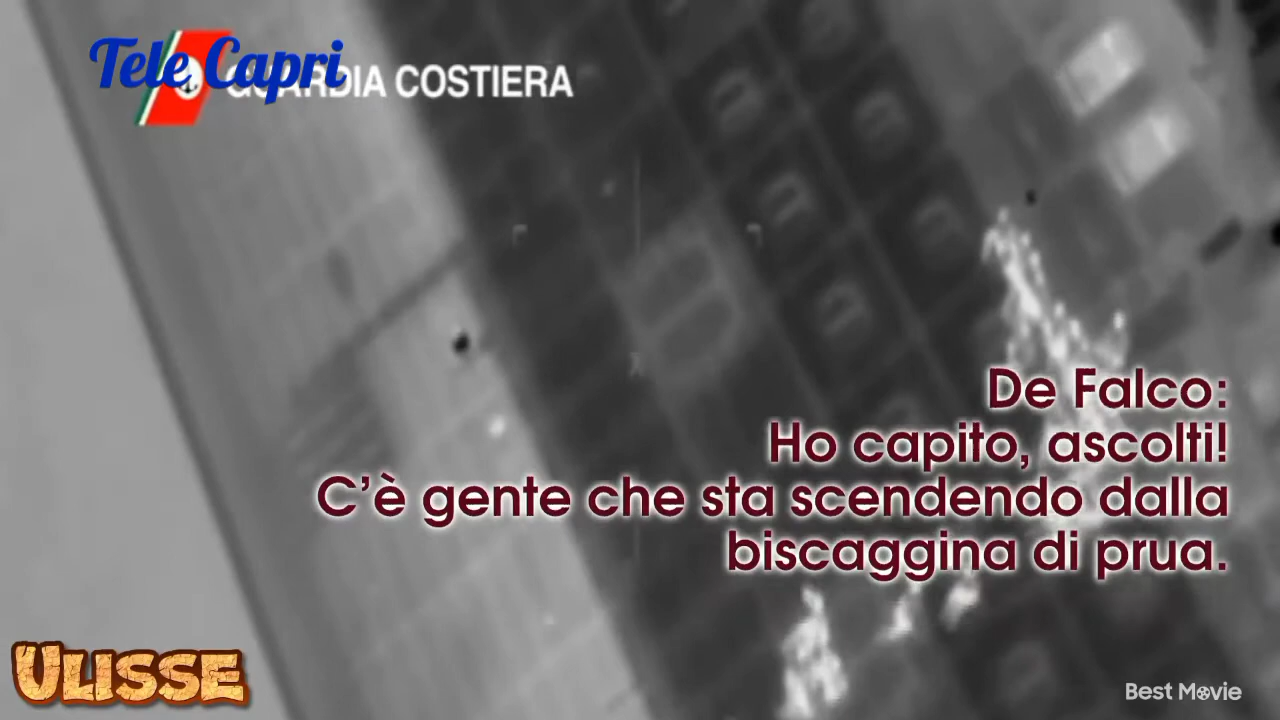 Tele Capri
GUARDIA COSTIERA
De Falco:
Ho capito, ascolti!
C’è gente che sta scendendo dalla
biscaggina di prua.
ULISSE
Best Movie